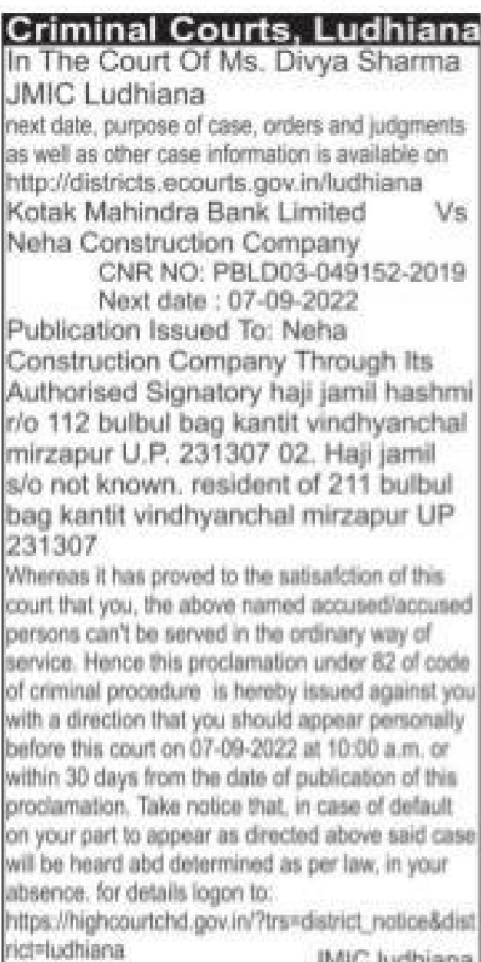 Criminal Courts, Ludhiana
In The Court Of Ms. Divya Sharma
JMIC Ludhiana
next date, purpose of case, orders and judgments
as well as other case information is available on
http://districts.ecourts.gov.in/ludhiana
Kotak Mahindra Bank Limited Vs
Neha Construction Company
CNR NO: PBLD03-049152-2019
Next date : 07-09-2022
Publication Issued To: Neha
Construction Company Through Its
Authorised Signatory haji jamil hashmi
r/o 112 bulbul bag kantit vindhyanchal
mirzapur U.P. 231307 02. Haji jamil
s/o not known. resident of 211 bulbul
bag kantit vindhyanchal mirzapur UP
231307
Whereas it has proved to the satisafction of this
court that you, the above named accused/accused
persons can't be served in the ordinary way of
service. Hence this proclamation under 82 of code
of criminal procedure is hereby issued against you
with a direction that you should appear personally
before this court on 07-09-2022 at 10:00 a.m. or
within 30 days from the date of publication of this
proclamation. Take notice that, in case of default
on your part to appear as directed above said case
will be heard abd determined as per law, in your
absence. for details logon to:
https://highcourtchd.gov.in/?trs=district_notice&dist
rict=ludhiana
JMIC ludhiana